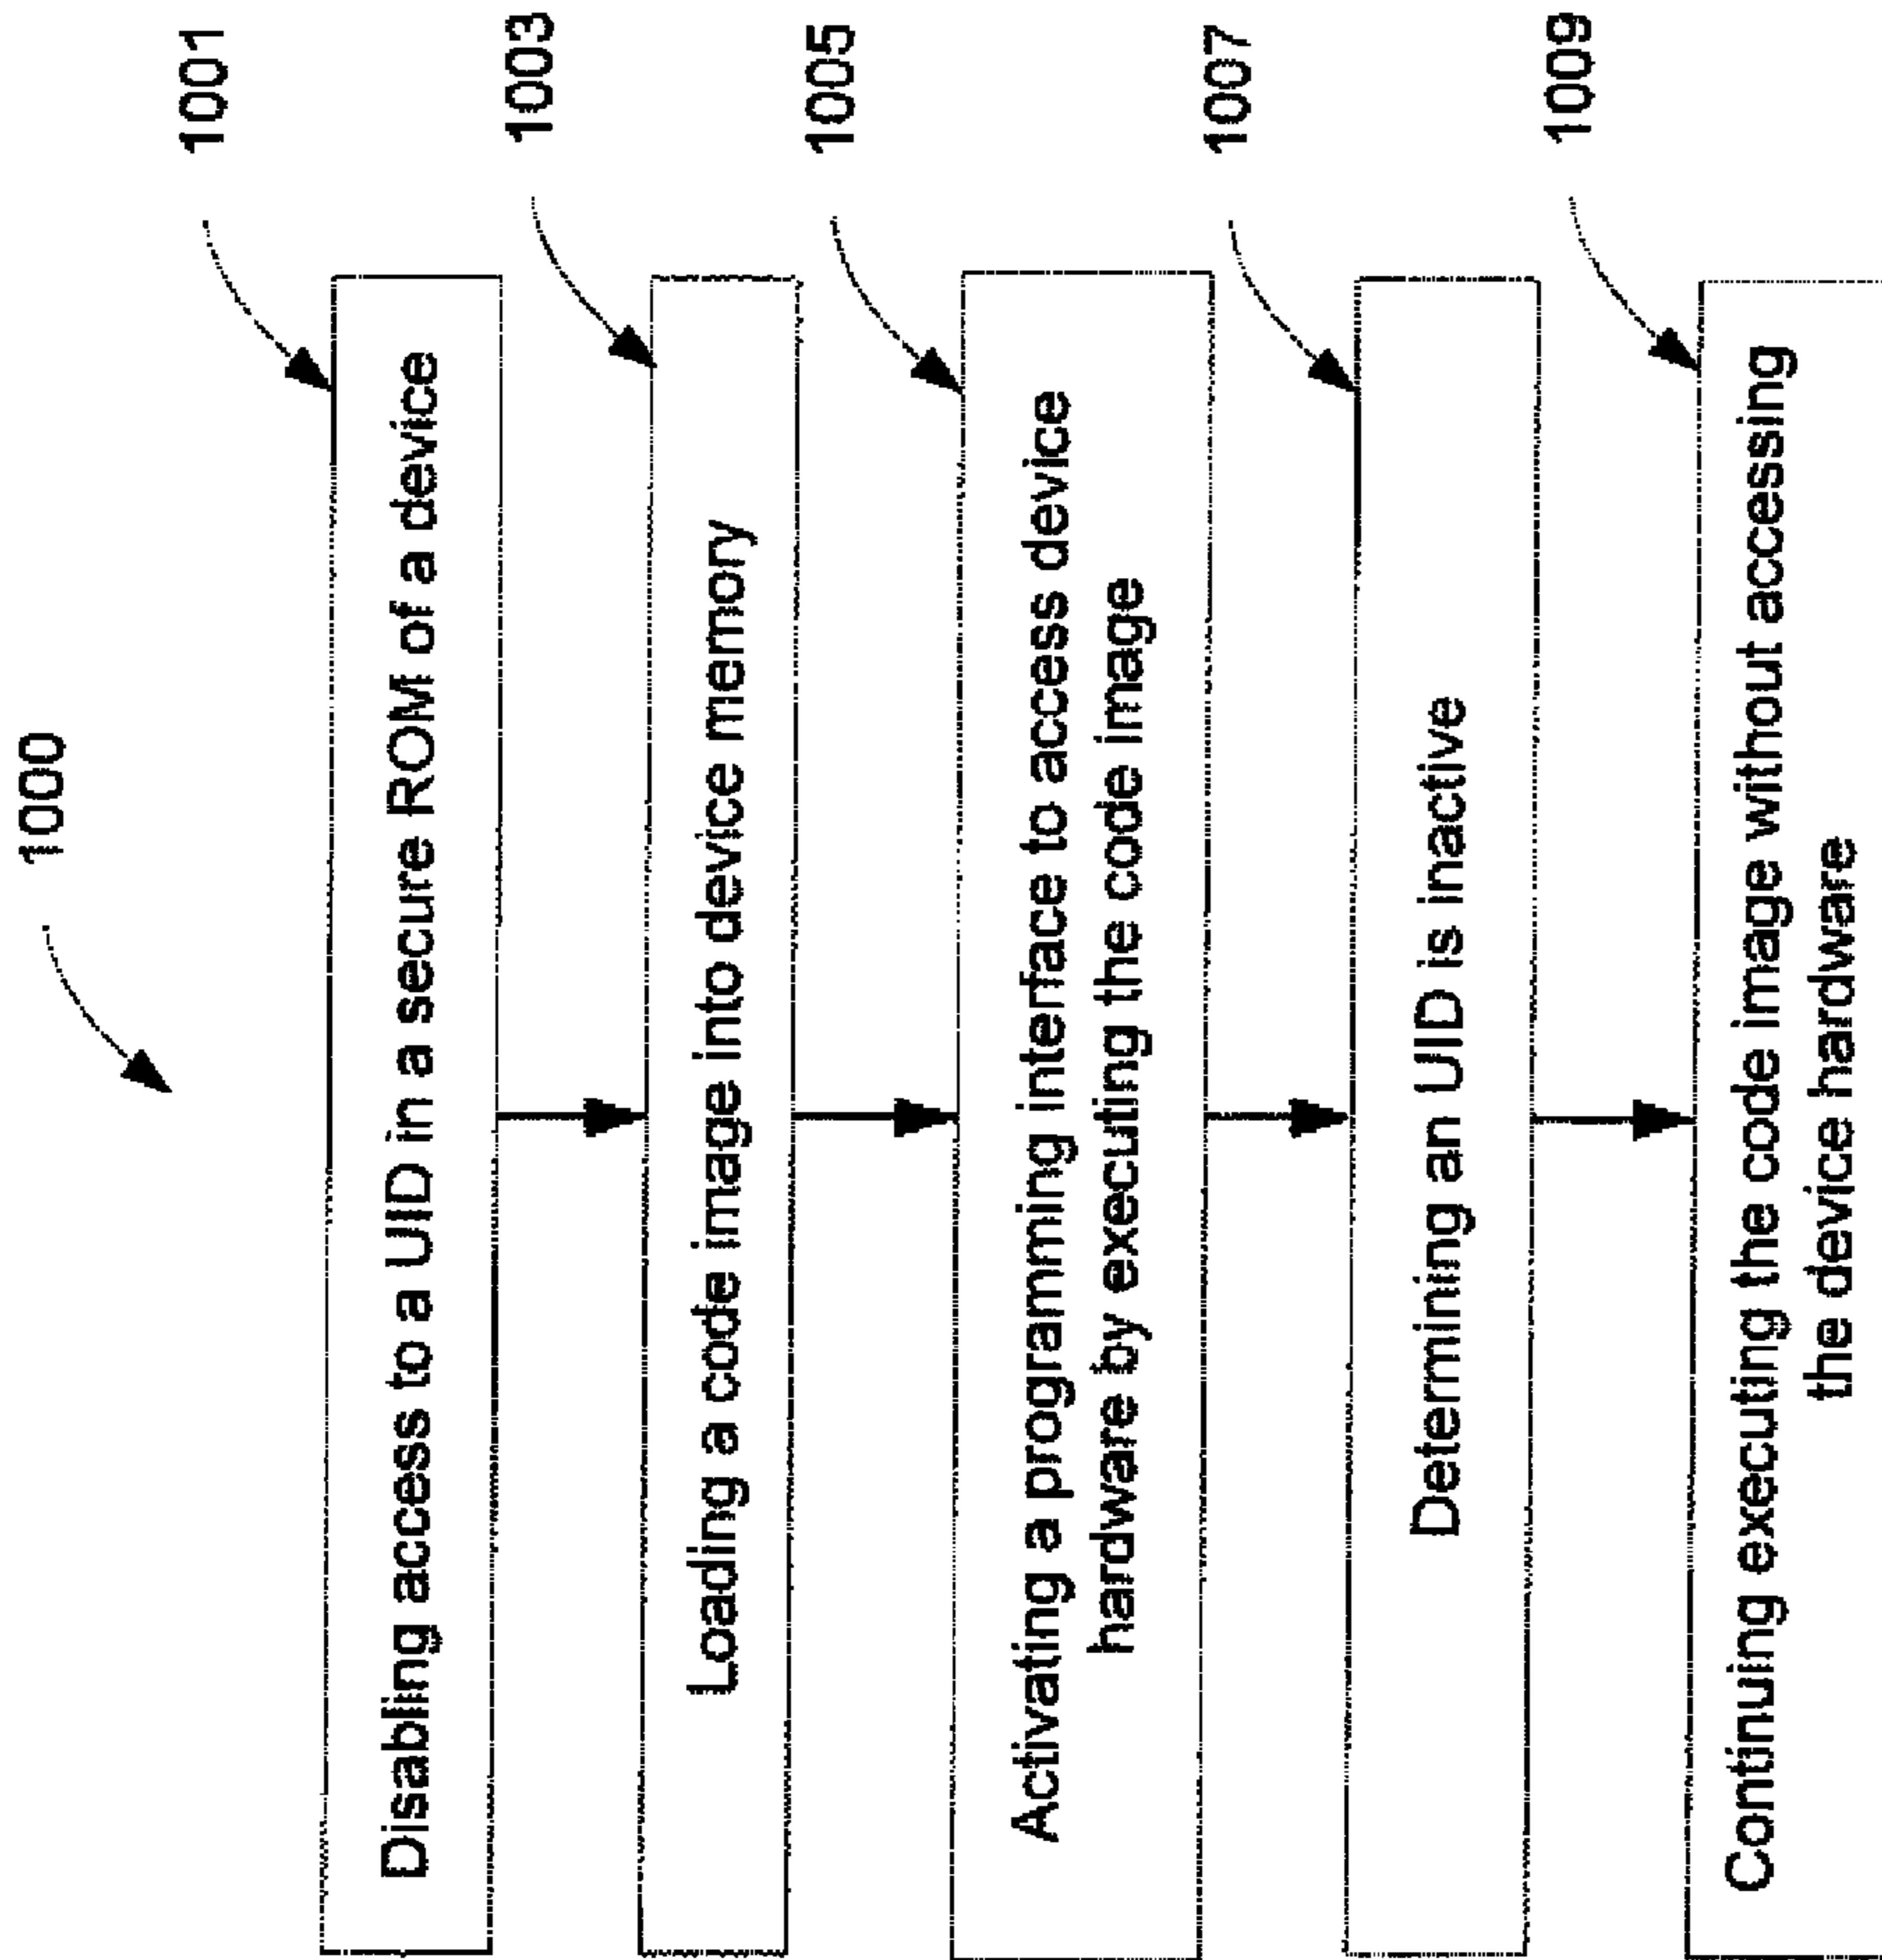 1000
1001
Disabling access to a UID in a secure ROM of a device
1003
Loading a code image into device memory
1005
Activating a programming interface to access device
hardware by executing the code image
1007
Determining an UID is inactive
1009
Continuing executing the code image without accessing
the device hardware